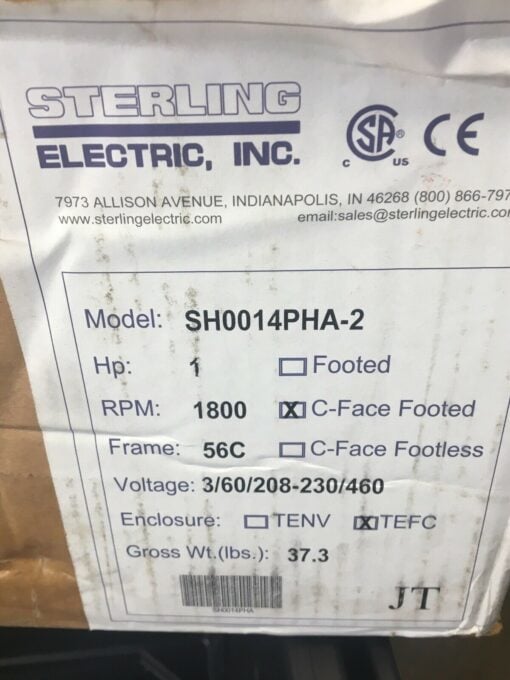 STERLING
ELECTRIC, INC.
SA ®
C US
CE
7973 ALLISON AVENUE, INDIANAPOLIS, IN 46268 (800) 866-797
www.sterlingelectric.com email:sales@sterlingelectric.co
Model: SH0014PHA-2
Hp: 1 Footed
RPM: 1800 X C-Face Footed
Frame: 56C C-Face Footless
Voltage: 3/60/208-230/460
Enclosure: TENV X TEFC
Gross Wt.(lbs.): 37.3
SH0014PHA
JT